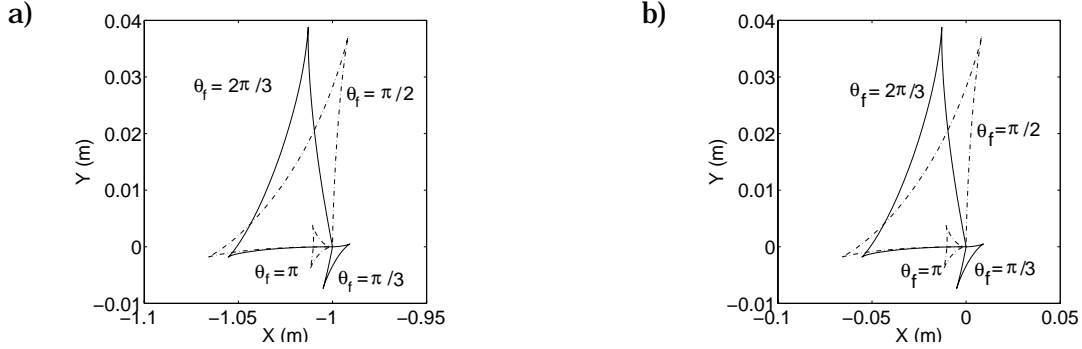 a)
0.04
0.03
0.02
0.01
0
−0.01
Y (m)
θf = 2π/3
θf = π/2
θf = π
θf = π/3
−1.1
−1.05
−1
−0.95
X (m)
b)
0.04
0.03
0.02
0.01
0
−0.01
Y (m)
θf = 2π/3
θf = π/2
θf = π
θf = π/3
−0.1
−0.05
0
0.05
X (m)